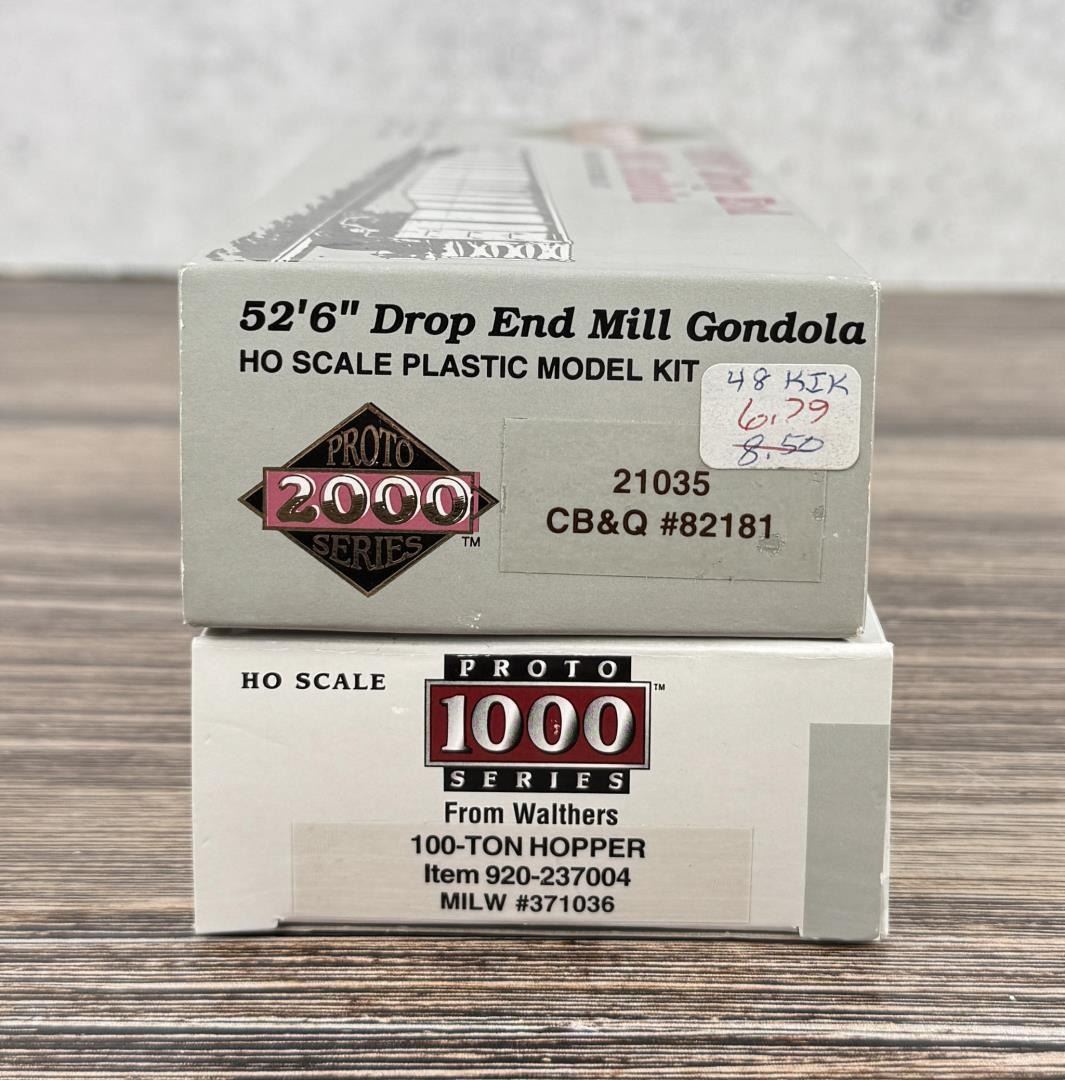 52'6" Drop End Mill Gondola
HO SCALE PLASTIC MODEL KIT
48 KIK
6.79
8.50
PROTO
2000
SERIES
TM
21035
CB&Q #82181
HO SCALE
PROTO
1000
TM
SERIES
From Walthers
100-TON HOPPER
Item 920-237004
MILW #371036